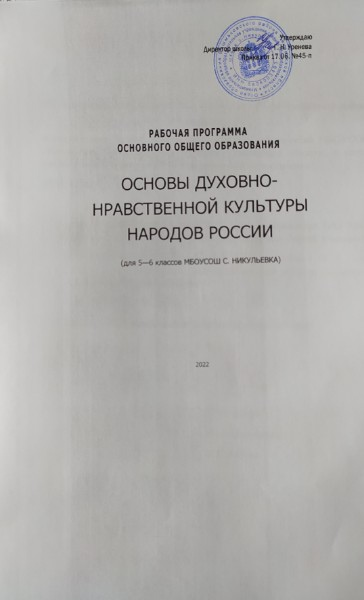 Утверждаю
Директор школы Н. Уренева
Приказ от 17.08. №45-п
РАБОЧАЯ ПРОГРАММА
ОСНОВНОГО ОБЩЕГО ОБРАЗОВАНИЯ
ОСНОВЫ ДУХОВНО-
НРАВСТВЕННОЙ КУЛЬТУРЫ
НАРОДОВ РОССИИ
(для 5—6 классов МБОУСОШ С. НИКУЛЬЕВКА)
2022